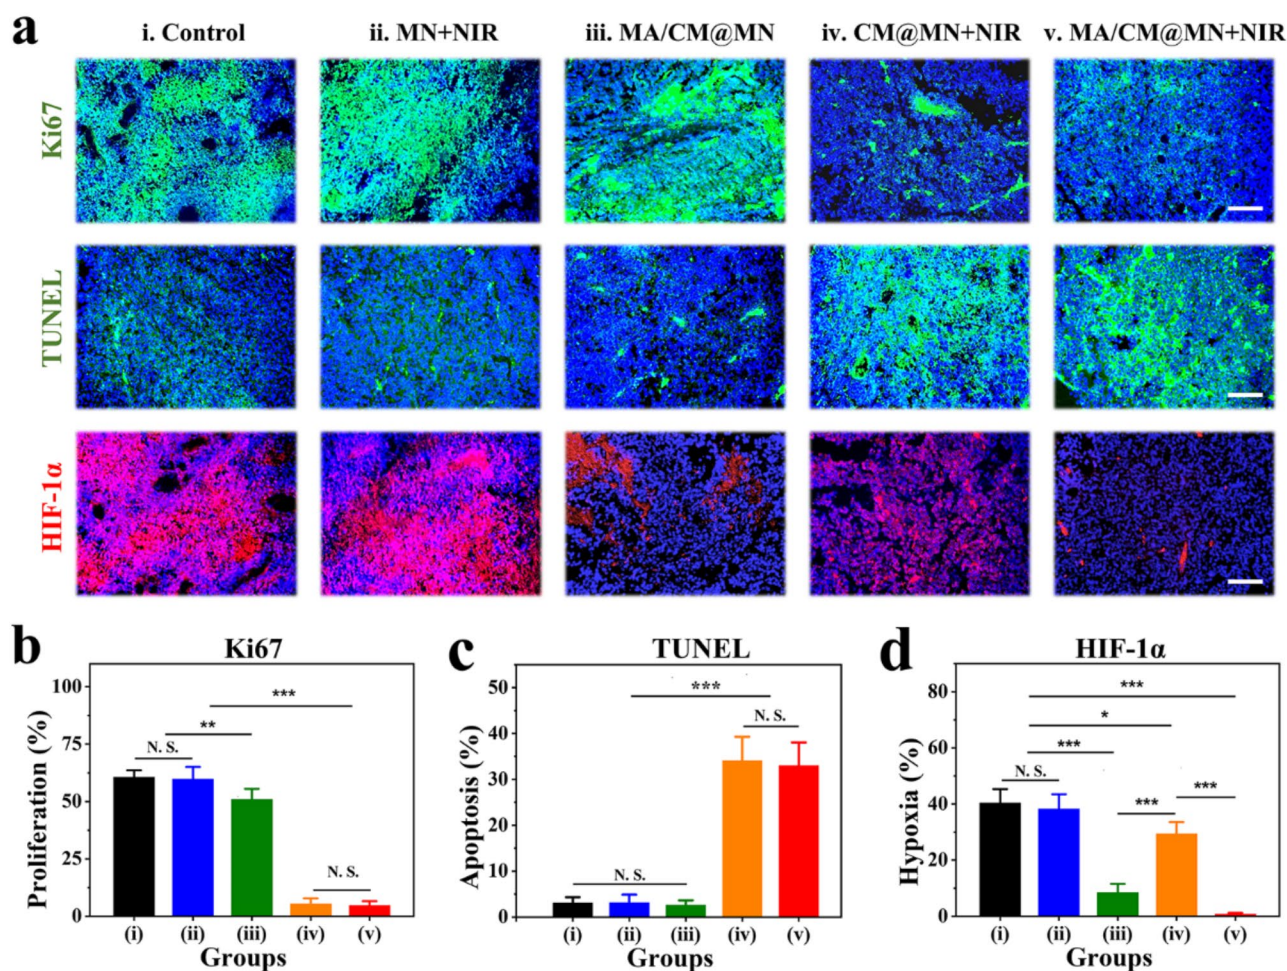 a
i. Control ii. MN+NIR iii. MA/CM@MN iv. CM@MN+NIR v. MA/CM@MN+NIR
Ki67
TUNEL
HIF-1α
b
Ki67
Proliferation (%)
100
75
50
25
0
***
**
N. S.
N. S.
(i) (ii) (iii) (iv) (v)
Groups
c
TUNEL
Apoptosis (%)
50
40
30
20
10
0
***
N. S.
N. S.
(i) (ii) (iii) (iv) (v)
Groups
d
HIF-1α
Hypoxia (%)
80
60
40
20
0
***
*
***
N. S.
***
***
(i) (ii) (iii) (iv) (v)
Groups